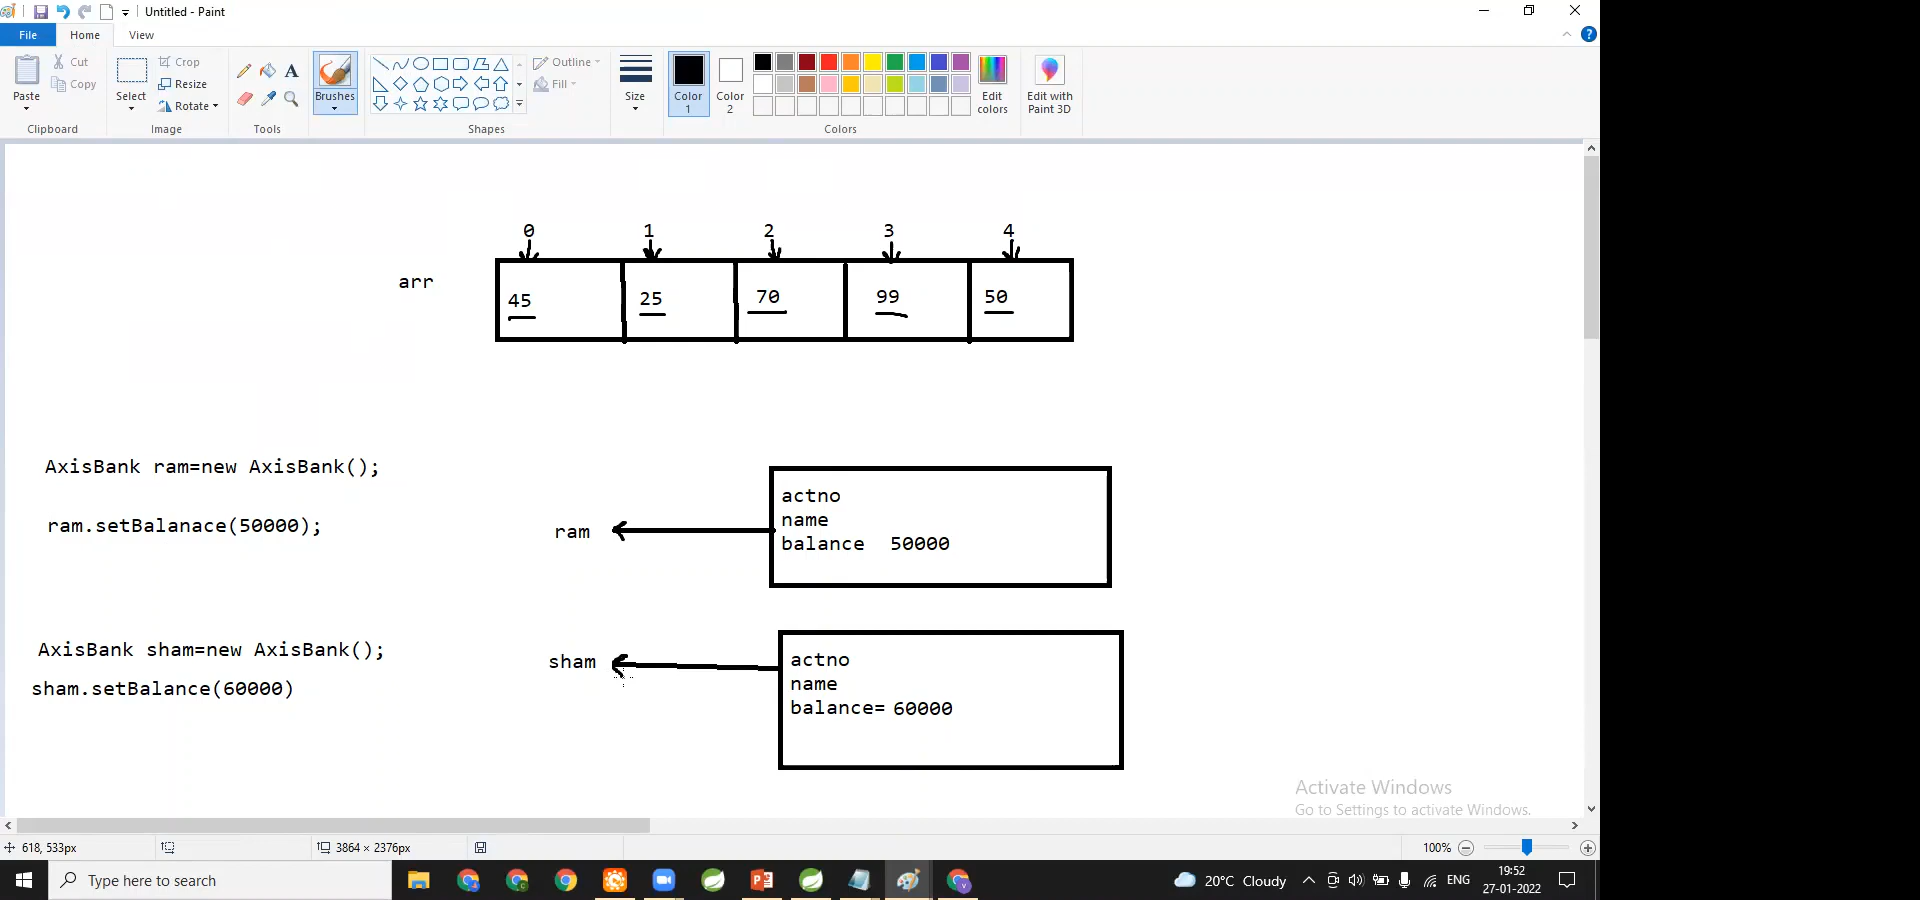 Untitled - Paint
File Home View
Paste
Cut
Copy
Clipboard
Select
Crop
Resize
Rotate
Image
Tools
Brushes
Shapes
Outline
Fill
Size
Color 1
Color 2
Edit colors
Edit with Paint 3D
Colors
0 1 2 3 4
arr
45 25 70 99 50
AxisBank ram=new AxisBank();
ram.setBalanace(50000);
ram
actno
name
balance 50000
AxisBank sham=new AxisBank();
sham.setBalance(60000)
sham
actno
name
balance= 60000
Activate Windows
Go to Settings to activate Windows.
618, 533px
3864 × 2376px
100%
Type here to search
20°C Cloudy
ENG
19:52
27-01-2022